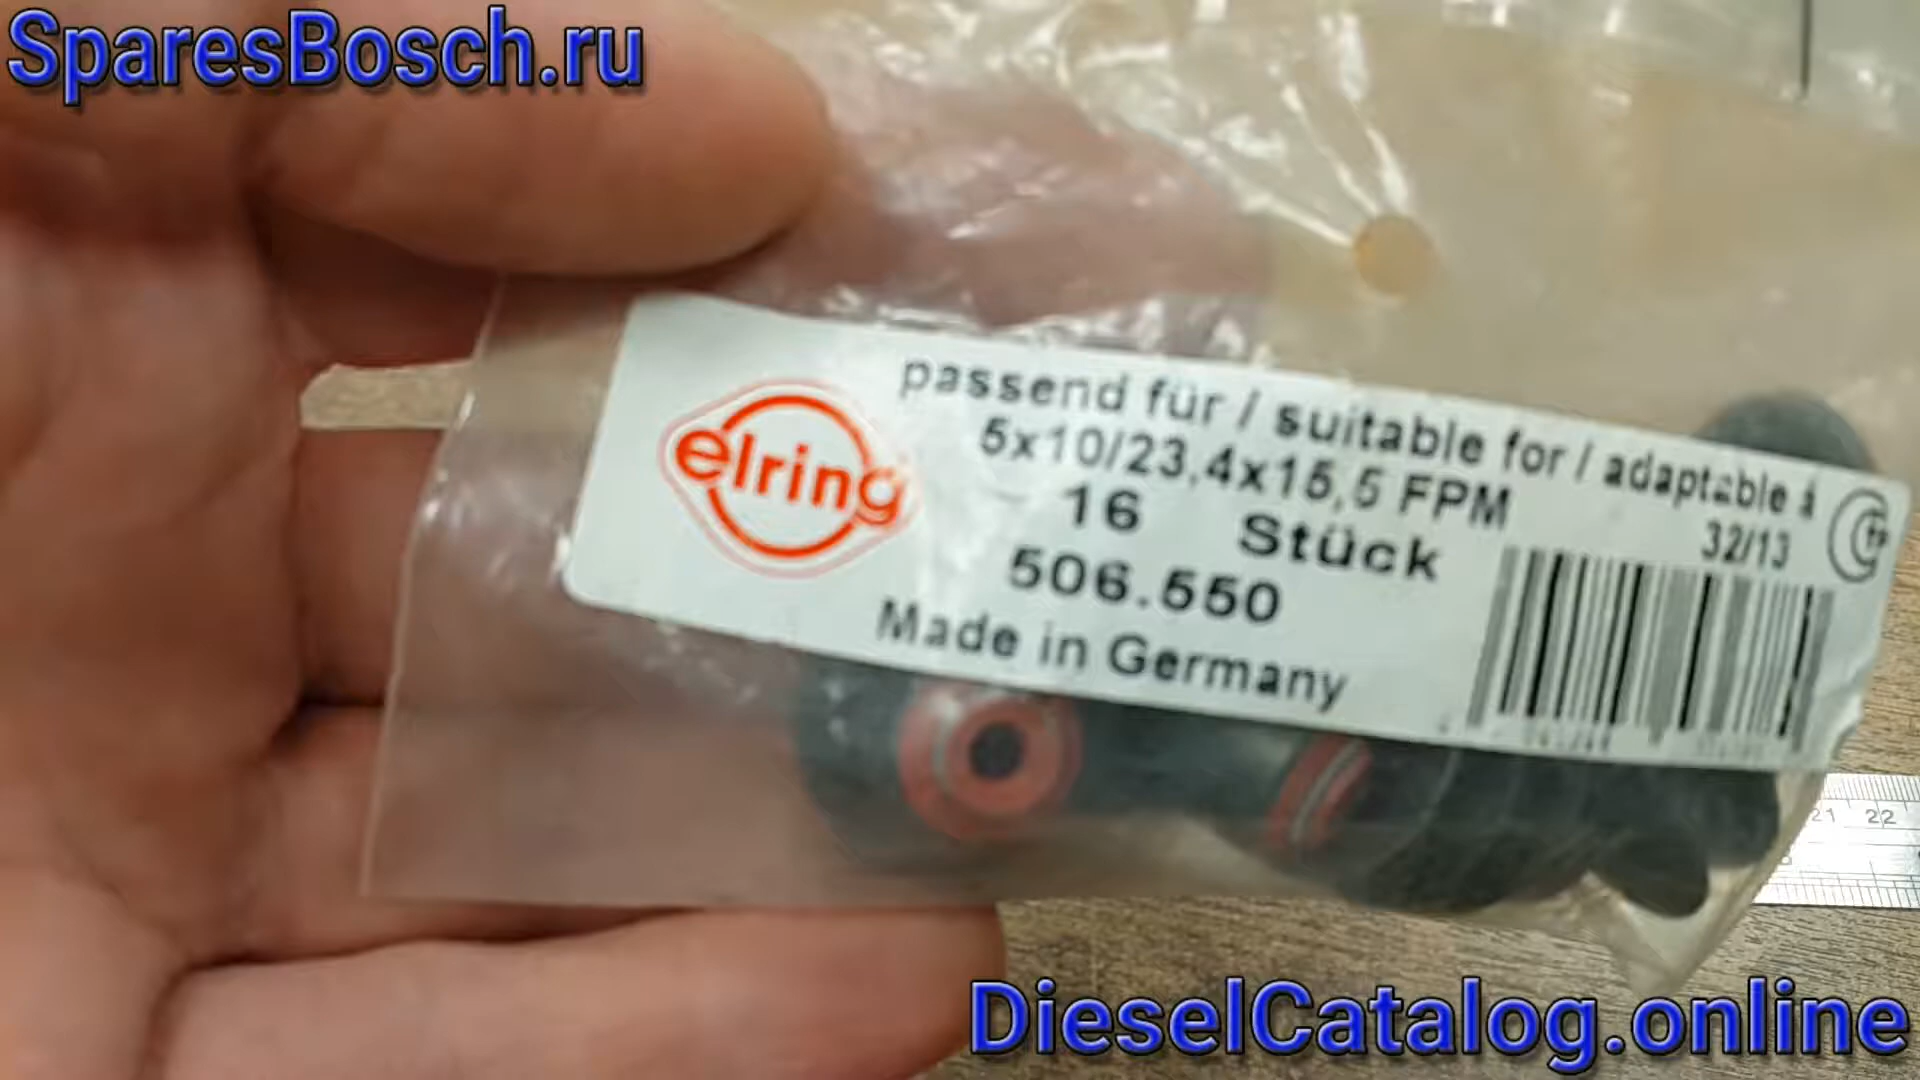 SparesBosch.ru
elring
passend für / suitable for / adaptable à
5x10/23,4x15,5 FPM
32/13
16 Stück
506.550
Made in Germany
21 22
DieselCatalog.online